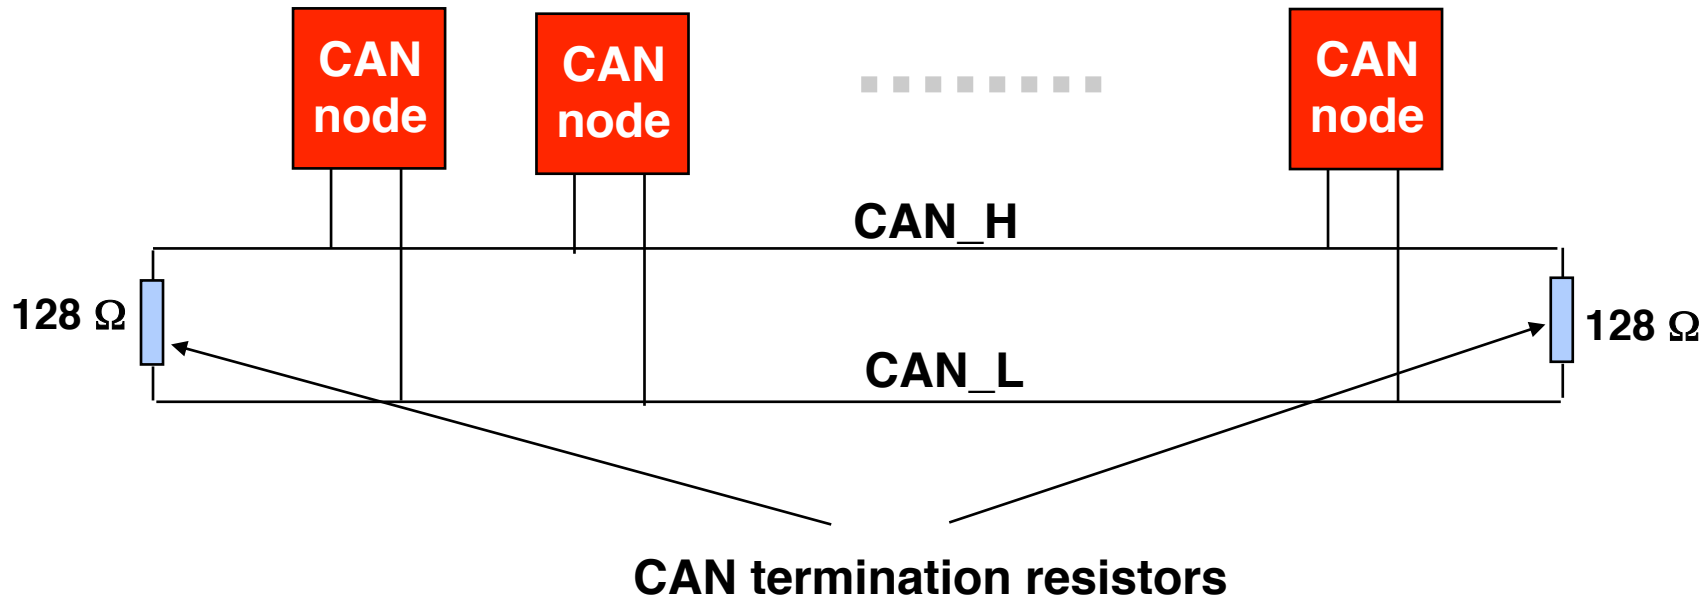 CAN
node
CAN
node
CAN
node
CAN_H
128 Ω
128 Ω
CAN_L
CAN termination resistors